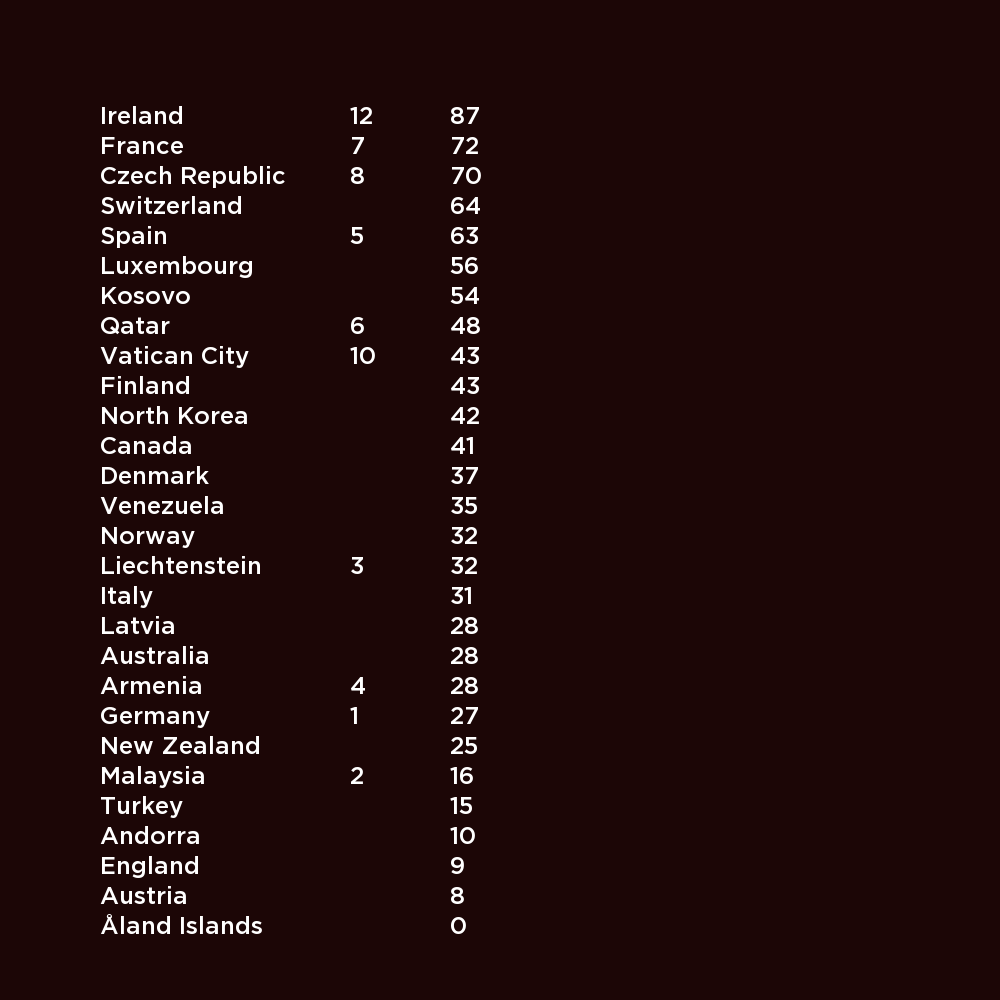 Ireland 12 87
France 7 72
Czech Republic 8 70
Switzerland 64
Spain 5 63
Luxembourg 56
Kosovo 54
Qatar 6 48
Vatican City 10 43
Finland 43
North Korea 42
Canada 41
Denmark 37
Venezuela 35
Norway 32
Liechtenstein 3 32
Italy 31
Latvia 28
Australia 28
Armenia 4 28
Germany 1 27
New Zealand 25
Malaysia 2 16
Turkey 15
Andorra 10
England 9
Austria 8
Åland Islands 0